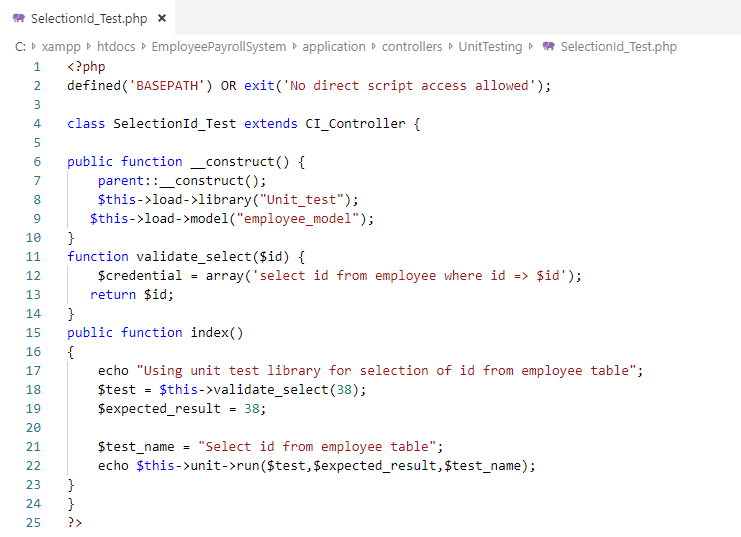 SelectionId_Test.php ×
C: > xampp > htdocs > EmployeePayrollSystem > application > controllers > UnitTesting > SelectionId_Test.php
1 <?php
2 defined('BASEPATH') OR exit('No direct script access allowed');
3
4 class SelectionId_Test extends CI_Controller {
5
6 public function __construct() {
7     parent::__construct();
8     $this->load->library("Unit_test");
9    $this->load->model("employee_model");
10 }
11 function validate_select($id) {
12     $credential = array('select id from employee where id => $id');
13    return $id;
14 }
15 public function index()
16 {
17     echo "Using unit test library for selection of id from employee table";
18     $test = $this->validate_select(38);
19     $expected_result = 38;
20
21     $test_name = "Select id from employee table";
22     echo $this->unit->run($test,$expected_result,$test_name);
23 }
24 }
25 ?>